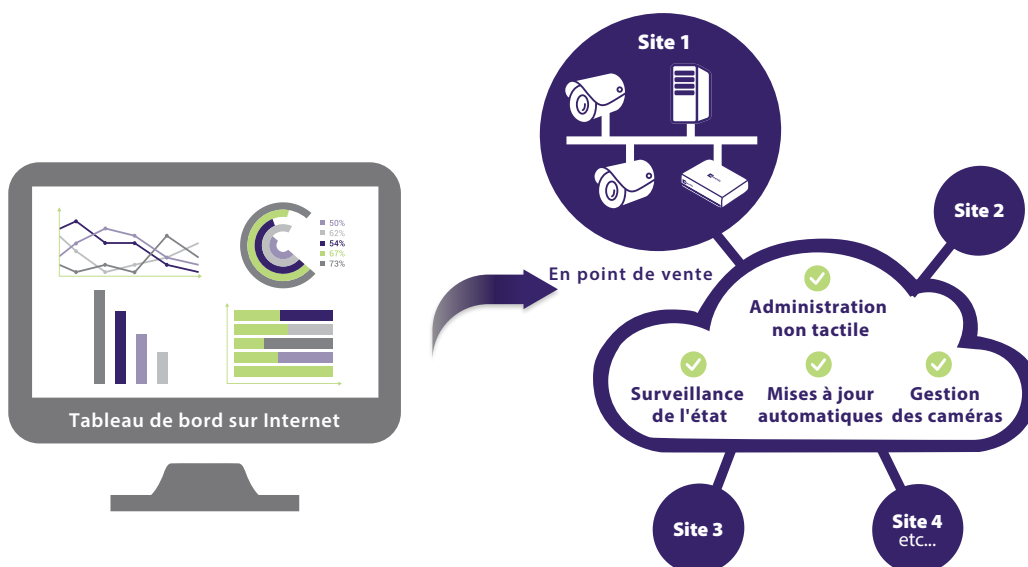 Site 1
Site 2
50%
62%
54%
67%
73%
En point de vente
Administration
non tactile
Surveillance
de l'état
Mises à jour
automatiques
Gestion
des caméras
Tableau de bord sur Internet
Site 3
Site 4
etc...